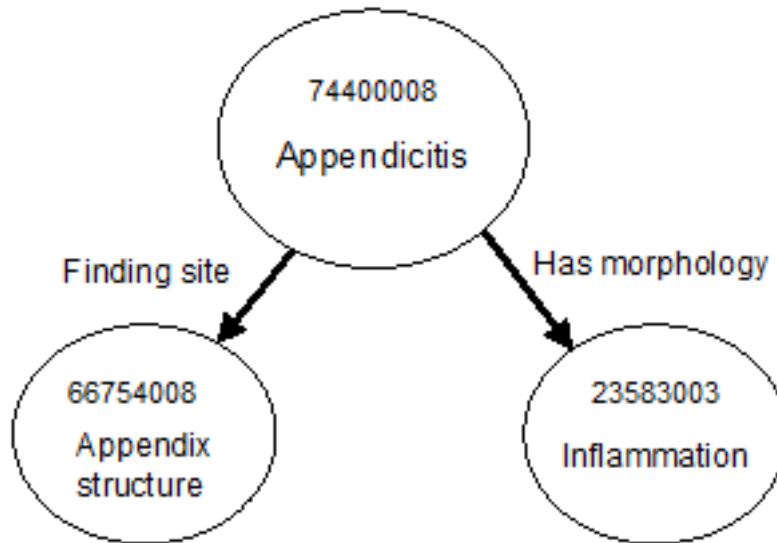 74400008
Appendicitis
Finding site
Has morphology
66754008
Appendix
structure
23583003
Inflammation